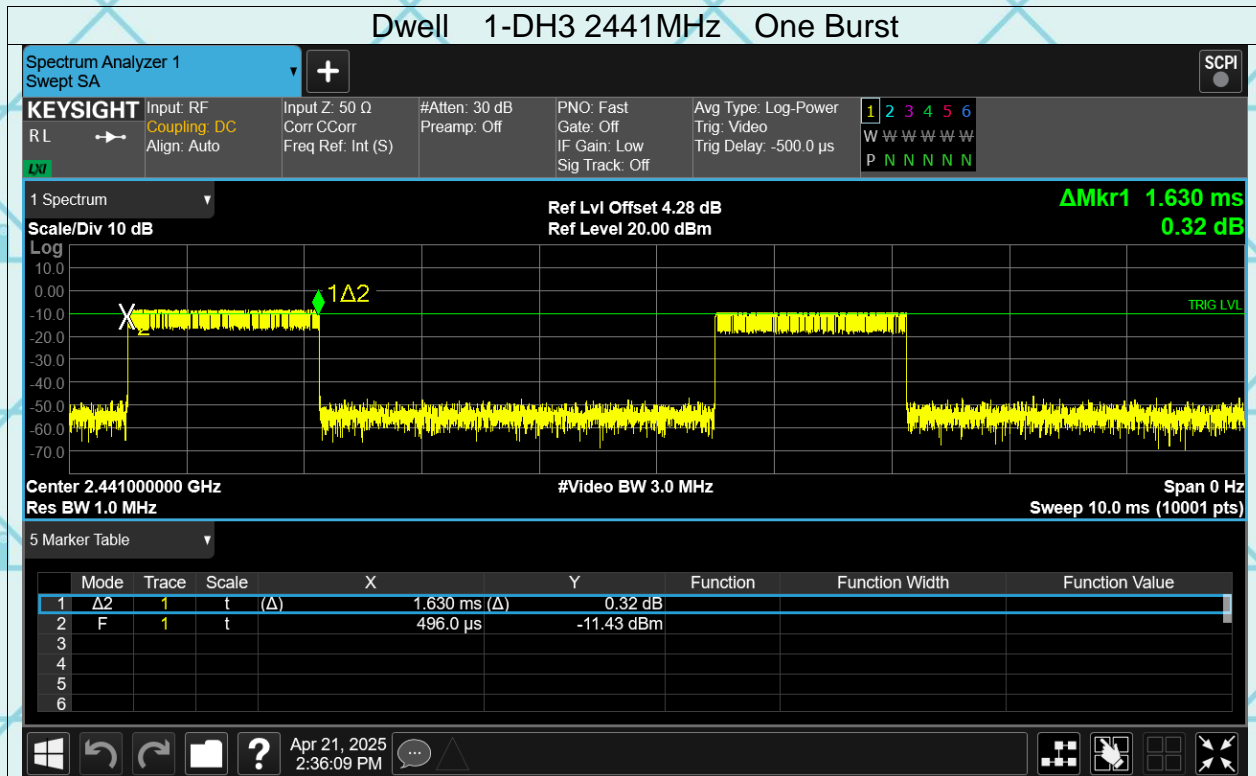 Dwell 1-DH3 2441MHz One Burst
Spectrum Analyzer 1
Swept SA
▼
+
SCPI
KEYSIGHT
RL
LXI
Input: RF
Coupling: DC
Align: Auto
Input Z: 50 Ω
Corr CCorr
Freq Ref: Int (S)
#Atten: 30 dB
Preamp: Off
PNO: Fast
Gate: Off
IF Gain: Low
Sig Track: Off
Avg Type: Log-Power
Trig: Video
Trig Delay: -500.0 µs
1 2 3 4 5 6
W W W W W W
P N N N N N
1 Spectrum ▼
Scale/Div 10 dB
Ref Lvl Offset 4.28 dB
Ref Level 20.00 dBm
ΔMkr1 1.630 ms
0.32 dB
Log
10.0
0.00
-10.0
-20.0
-30.0
-40.0
-50.0
-60.0
-70.0
X
2
1Δ2
TRIG LVL
Center 2.441000000 GHz #Video BW 3.0 MHz Span 0 Hz
Res BW 1.0 MHz Sweep 10.0 ms (10001 pts)
5 Marker Table ▼
Mode Trace Scale X Y Function Function Width Function Value
1 Δ2 1 t (Δ) 1.630 ms (Δ) 0.32 dB
2 F 1 t 496.0 µs -11.43 dBm
3
4
5
6
?
Apr 21, 2025
2:36:09 PM